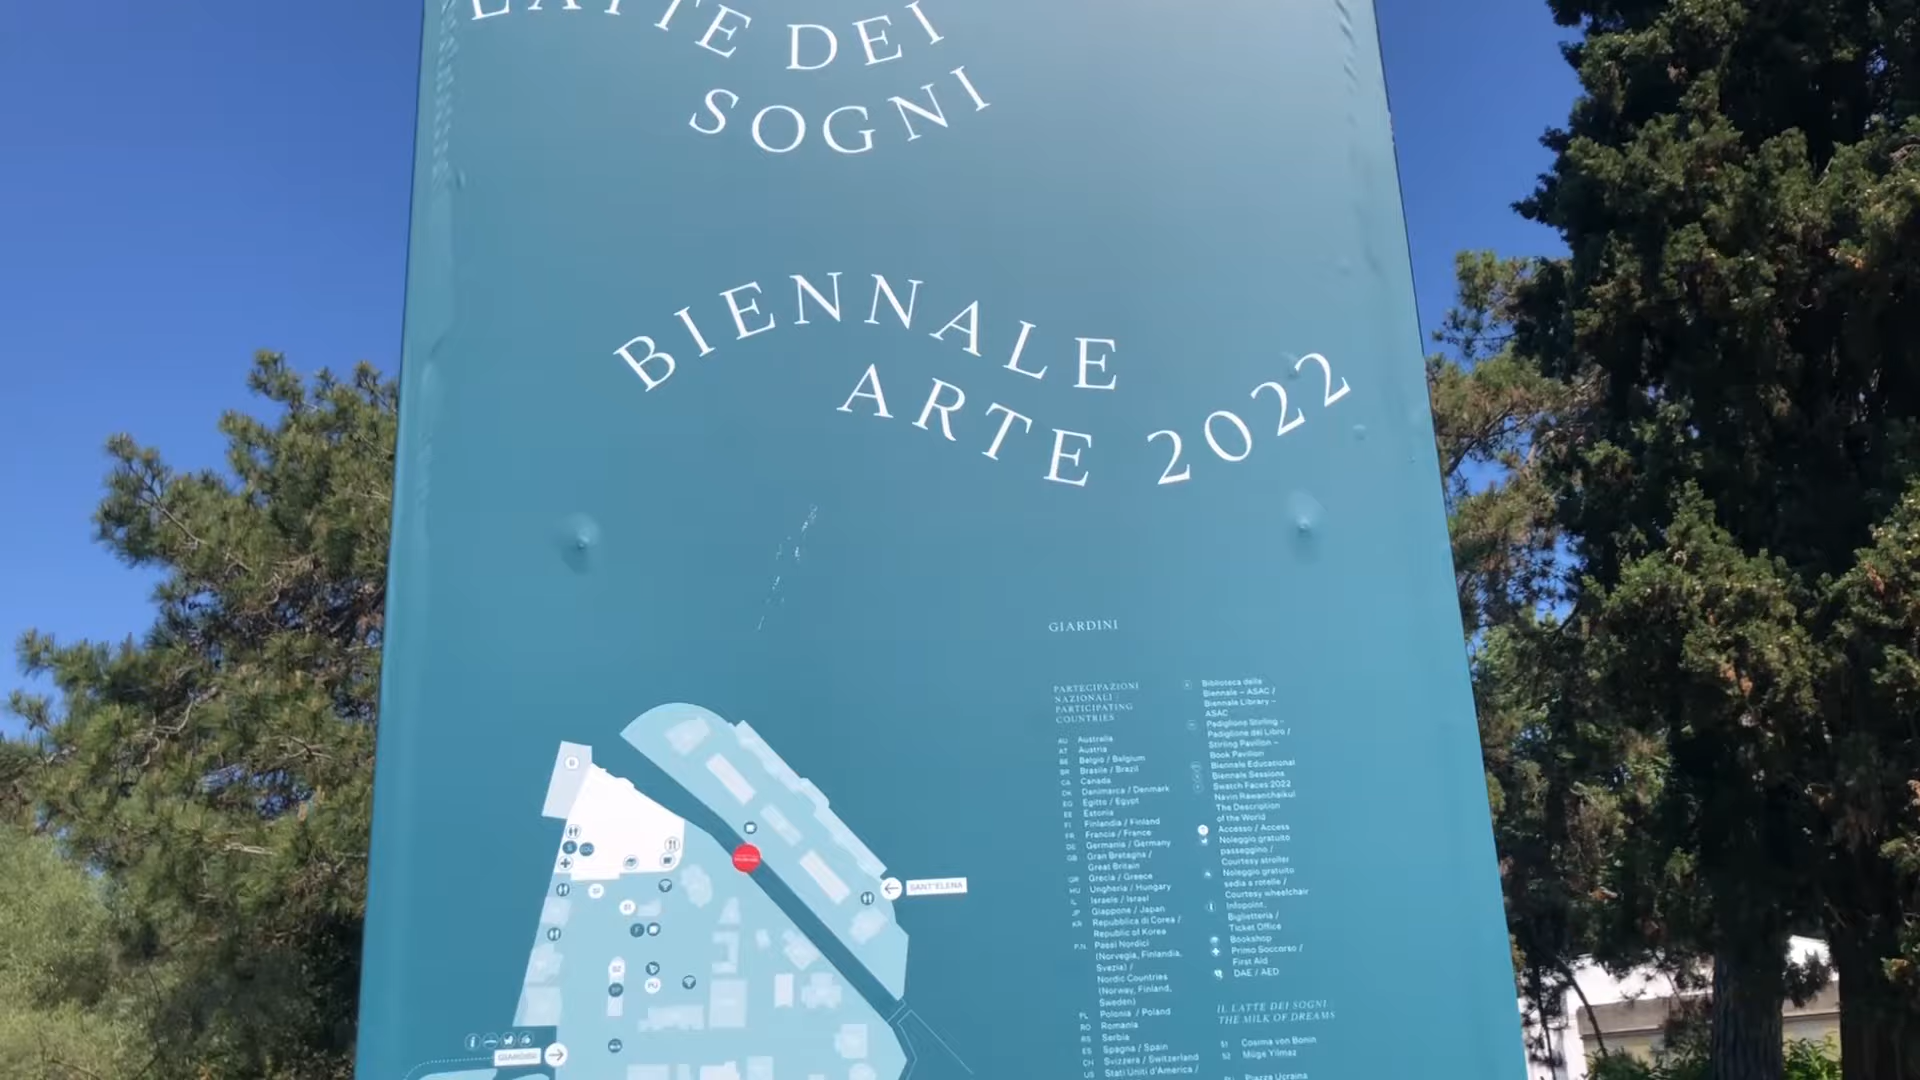 LATTE DEI
SOGNI
BIENNALE
ARTE 2022
GIARDINI
PARTECIPAZIONI
NAZIONALI /
PARTICIPATING
COUNTRIES
AU Australia
AT Austria
BE Belgio / Belgium
BR Brasile / Brazil
CA Canada
DK Danimarca / Denmark
EG Egitto / Egypt
EE Estonia
FI Finlandia / Finland
FR Francia / France
DE Germania / Germany
GB Gran Bretagna /
Great Britain
GR Grecia / Greece
HU Ungheria / Hungary
IL Israele / Israel
JP Giappone / Japan
KR Repubblica di Corea /
Republic of Korea
P.N. Paesi Nordici
(Norvegia, Finlandia,
Svezia) /
Nordic Countries
(Norway, Finland,
Sweden)
PL Polonia / Poland
RO Romania
RS Serbia
ES Spagna / Spain
CH Svizzera / Switzerland
US Stati Uniti d'America /
Biblioteca della
Biennale – ASAC /
Biennale Library –
ASAC
Padiglione Stirling –
Padiglione del Libro /
Stirling Pavilion –
Book Pavilion
Biennale Educational
Biennale Sessions
Swatch Faces 2022
Navin Rawanchaikul
The Description
of the World
Accesso / Access
Noleggio gratuito
passeggino /
Courtesy stroller
Noleggio gratuito
sedia a rotelle /
Courtesy wheelchair
Infopoint,
Biglietteria /
Ticket Office
Bookshop
Primo Soccorso /
First Aid
DAE / AED
IL LATTE DEI SOGNI
THE MILK OF DREAMS
S1 Cosima von Bonin
S2 Müge Yilmaz
Piazza Ucraina
SANT'ELENA
GIARDINI